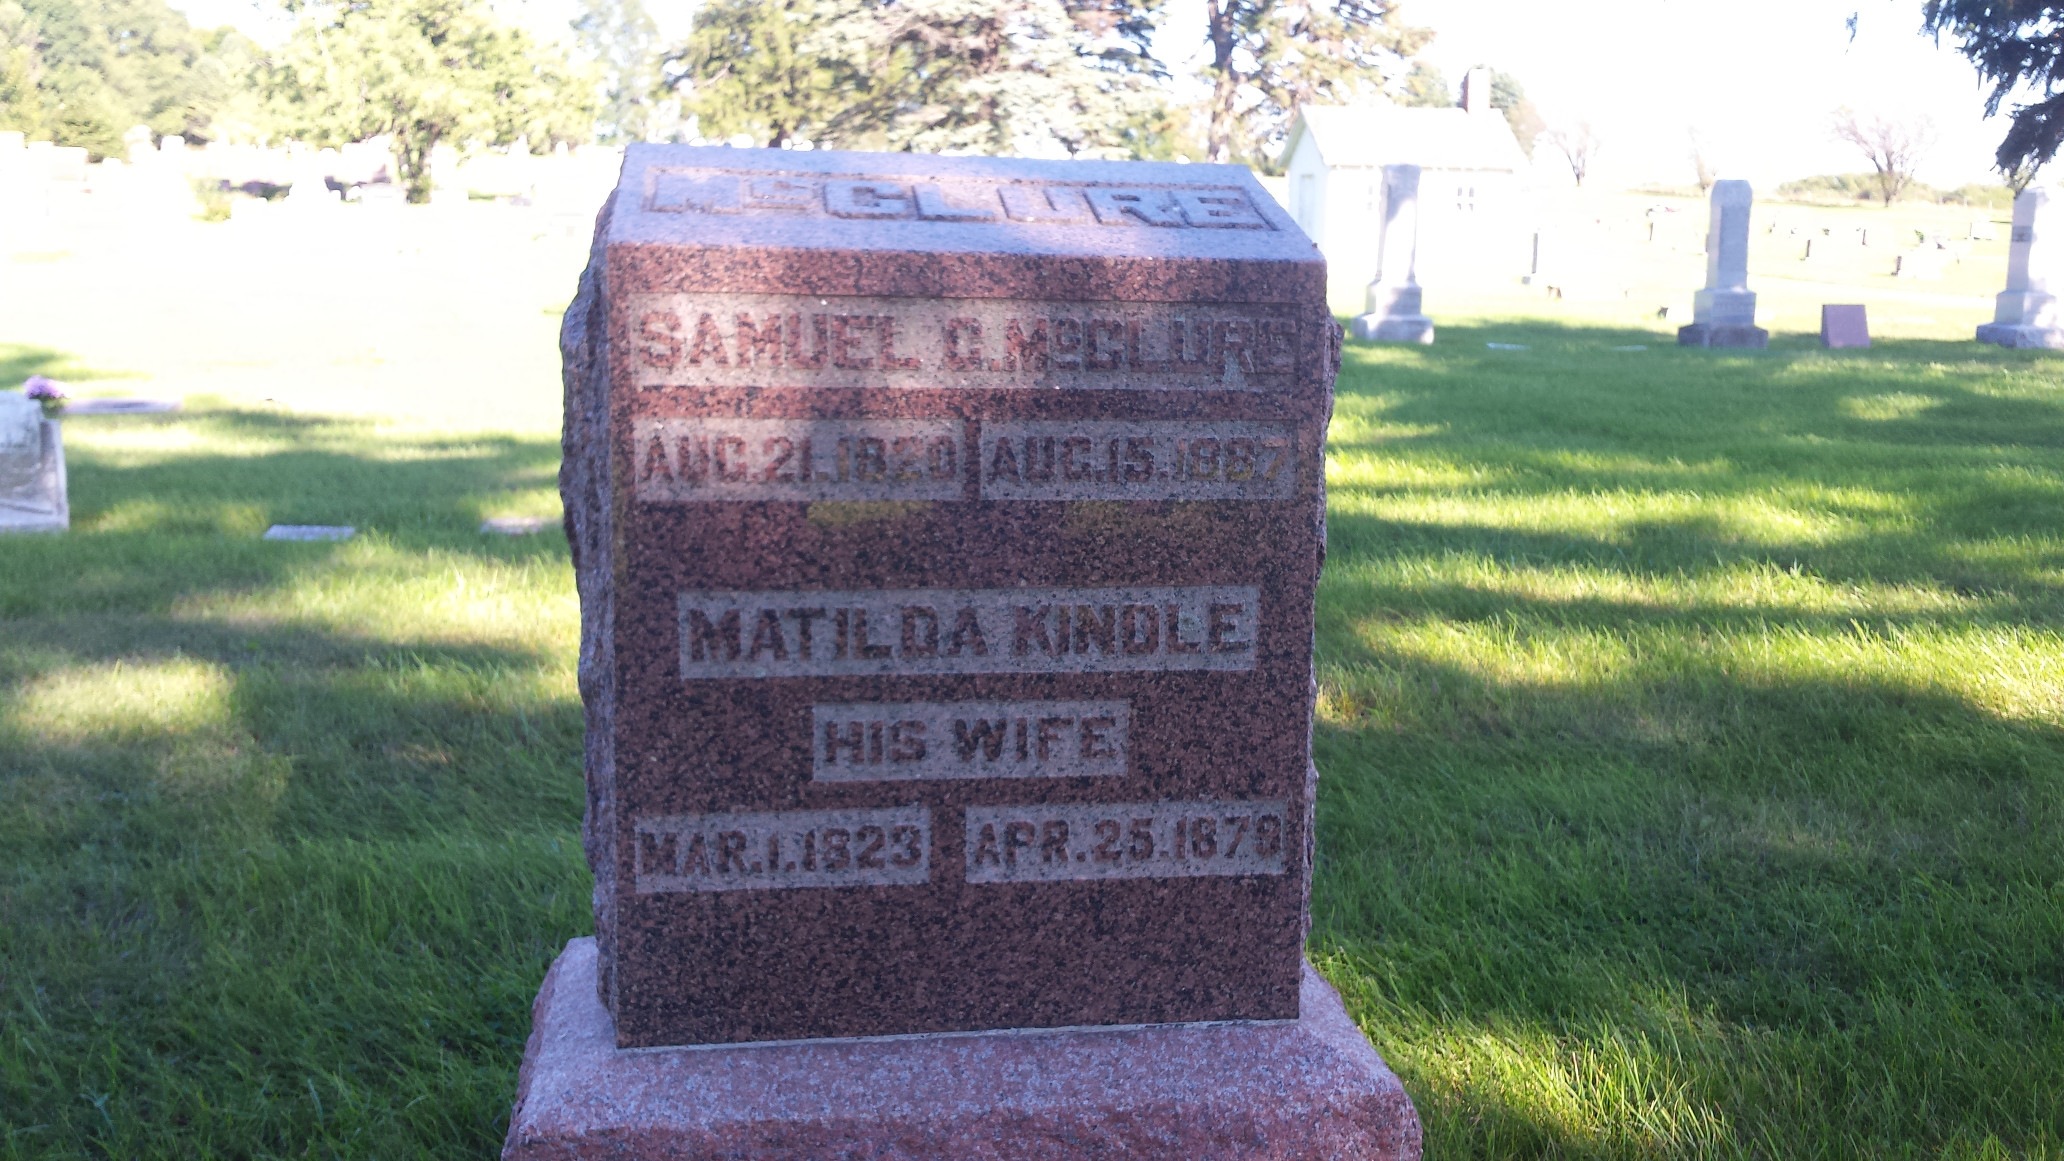 McCLURE
SAMUEL C. McCLURE
AUG. 21. 1820 AUG. 15. 1887
MATILDA KINDLE
HIS WIFE
MAR. 1. 1823 APR. 25. 1879